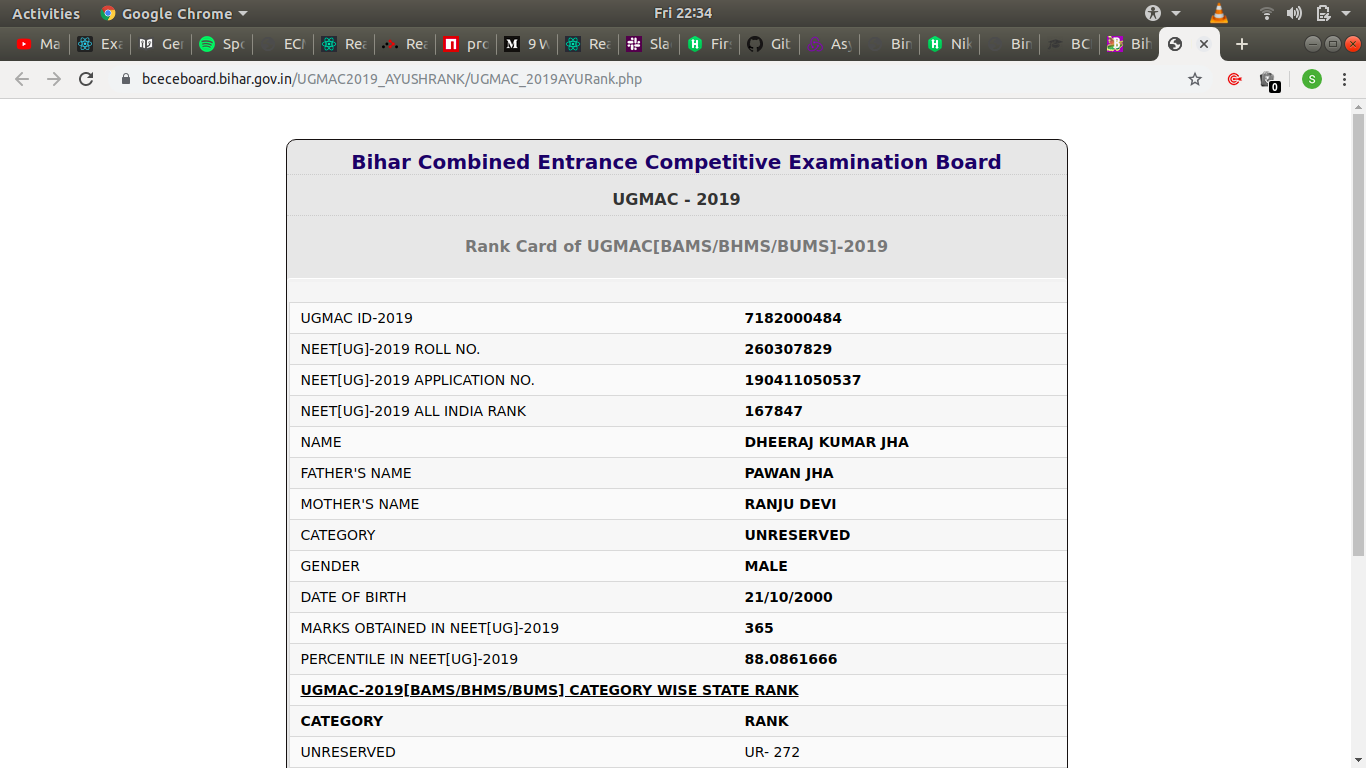 Activities Google Chrome Fri 22:34
Ma Exa Ger Spo ECM Rea Rea pro 9 W Rea Sla Firs Git Asy Bin Nik Bin BC Bih
bceceboard.bihar.gov.in/UGMAC2019_AYUSHRANK/UGMAC_2019AYURank.php 0 S
Bihar Combined Entrance Competitive Examination Board
UGMAC - 2019
Rank Card of UGMAC[BAMS/BHMS/BUMS]-2019
UGMAC ID-2019 7182000484
NEET[UG]-2019 ROLL NO. 260307829
NEET[UG]-2019 APPLICATION NO. 190411050537
NEET[UG]-2019 ALL INDIA RANK 167847
NAME DHEERAJ KUMAR JHA
FATHER'S NAME PAWAN JHA
MOTHER'S NAME RANJU DEVI
CATEGORY UNRESERVED
GENDER MALE
DATE OF BIRTH 21/10/2000
MARKS OBTAINED IN NEET[UG]-2019 365
PERCENTILE IN NEET[UG]-2019 88.0861666
UGMAC-2019[BAMS/BHMS/BUMS] CATEGORY WISE STATE RANK
CATEGORY RANK
UNRESERVED UR- 272